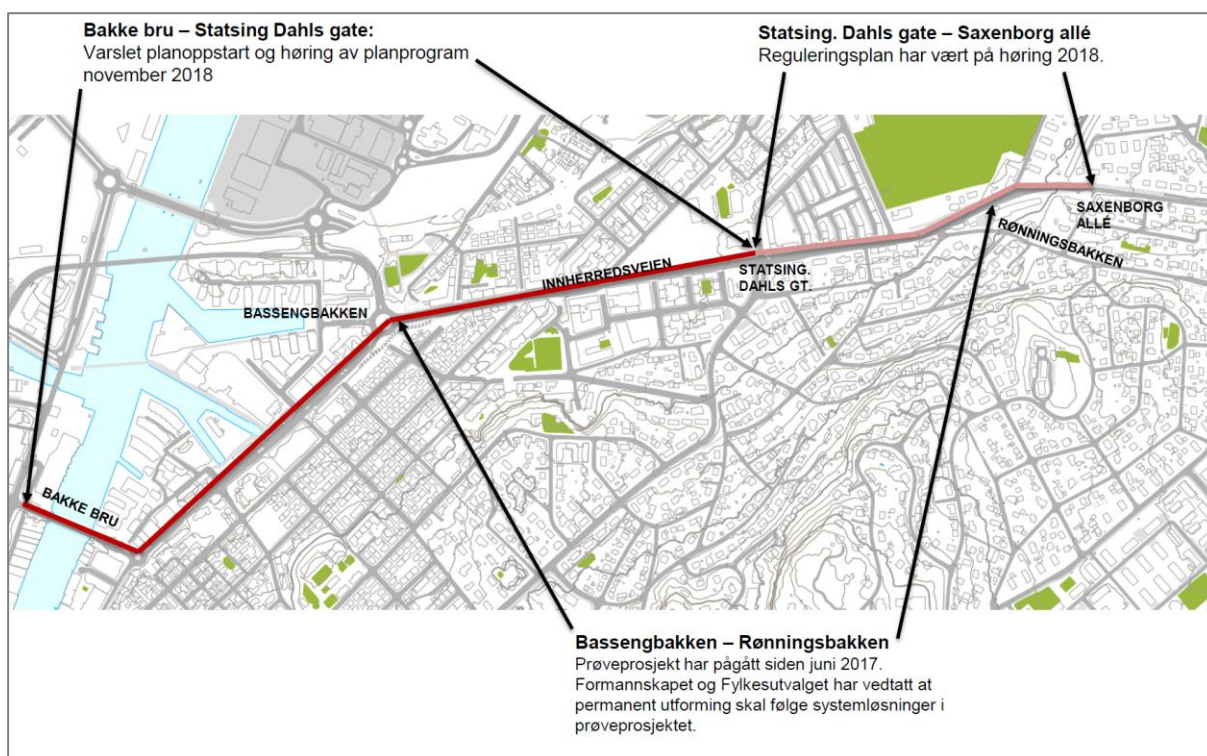 Bakke bru – Statsing Dahls gate:
Varslet planoppstart og høring av planprogram
november 2018
Statsing. Dahls gate – Saxenborg allé
Reguleringsplan har vært på høring 2018.
SAXENBORG
ALLÉ
RØNNINGSBAKKEN
INNHERREDSVEIEN
STATSING.
DAHLS GT.
BASSENGBAKKEN
BAKKE BRU
Bassengbakken – Rønningsbakken
Prøveprosjekt har pågått siden juni 2017.
Formannskapet og Fylkesutvalget har vedtatt at
permanent utforming skal følge systemløsninger i
prøveprosjektet.